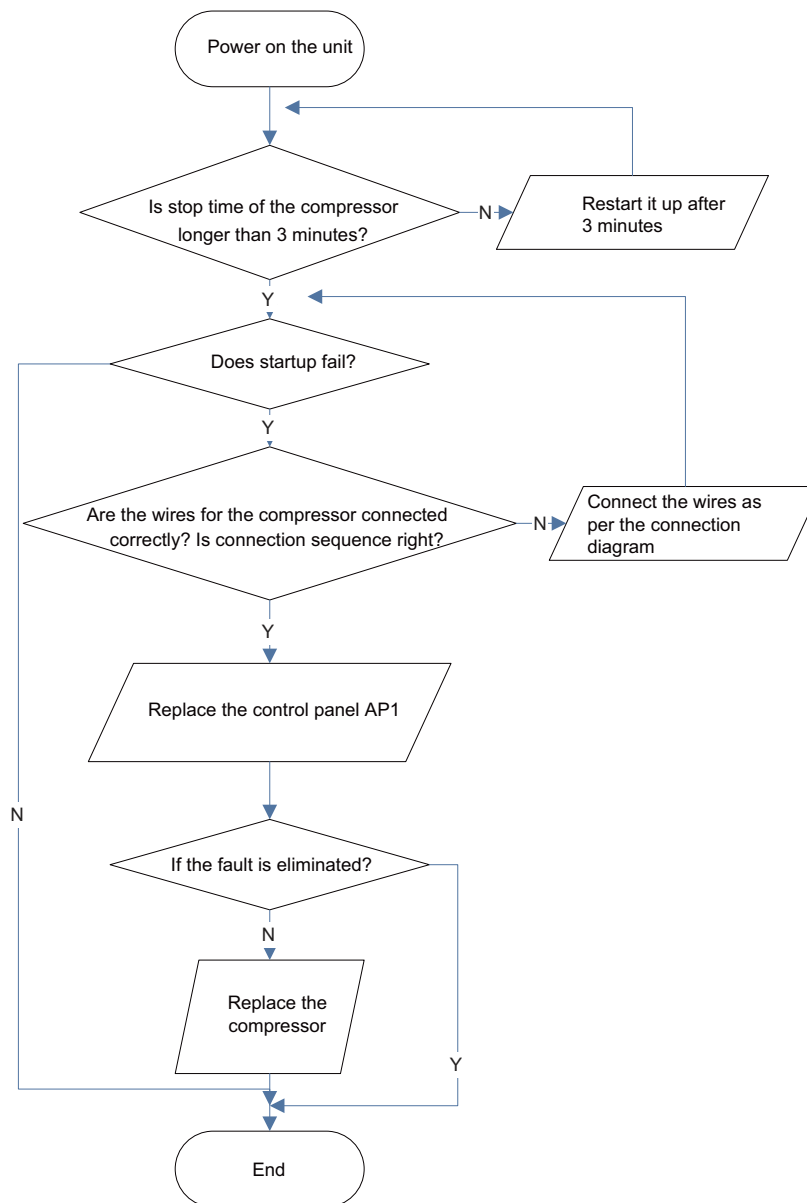 Power on the unit
Is stop time of the compressor
longer than 3 minutes?
N
Restart it up after
3 minutes
Y
Does startup fail?
Y
Are the wires for the compressor connected
correctly? Is connection sequence right?
N
Connect the wires as
per the connection
diagram
Y
Replace the control panel AP1
N
If the fault is eliminated?
N
Replace the
compressor
Y
End